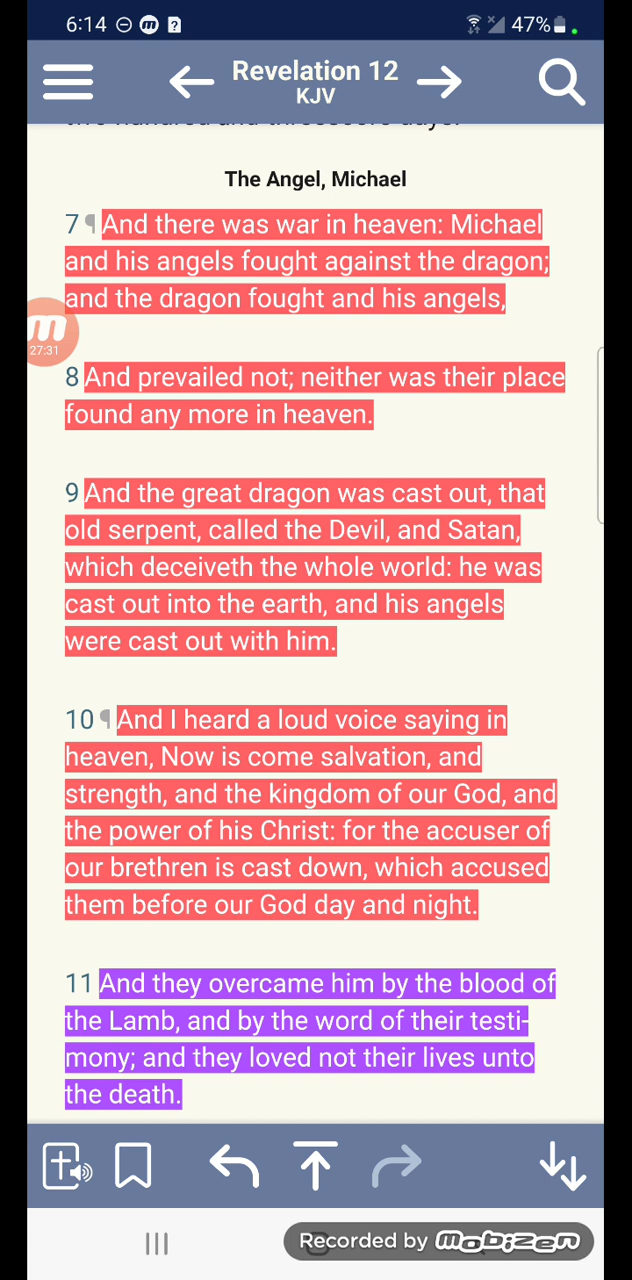 6:14 47%
Revelation 12
KJV
The Angel, Michael
7 ¶ And there was war in heaven: Michael
and his angels fought against the dragon;
and the dragon fought and his angels,
27:31
8 And prevailed not; neither was their place
found any more in heaven.
9 And the great dragon was cast out, that
old serpent, called the Devil, and Satan,
which deceiveth the whole world: he was
cast out into the earth, and his angels
were cast out with him.
10 ¶ And I heard a loud voice saying in
heaven, Now is come salvation, and
strength, and the kingdom of our God, and
the power of his Christ: for the accuser of
our brethren is cast down, which accused
them before our God day and night.
11 And they overcame him by the blood of
the Lamb, and by the word of their testi-
mony; and they loved not their lives unto
the death.
Recorded by mobizen